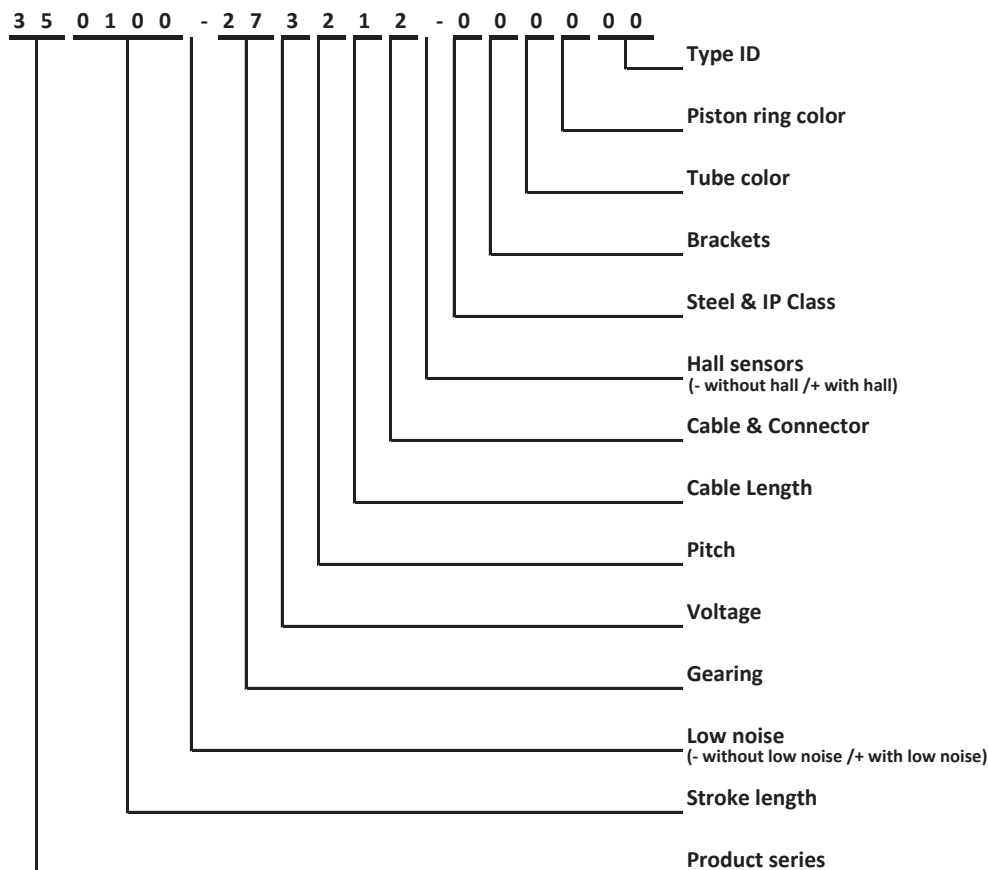 3 5 0 1 0 0 - 2 7 3 2 1 2 - 0 0 0 0 0 0
Type ID
Piston ring color
Tube color
Brackets
Steel & IP Class
Hall sensors
(- without hall /+ with hall)
Cable & Connector
Cable Length
Pitch
Voltage
Gearing
Low noise
(- without low noise /+ with low noise)
Stroke length
Product series